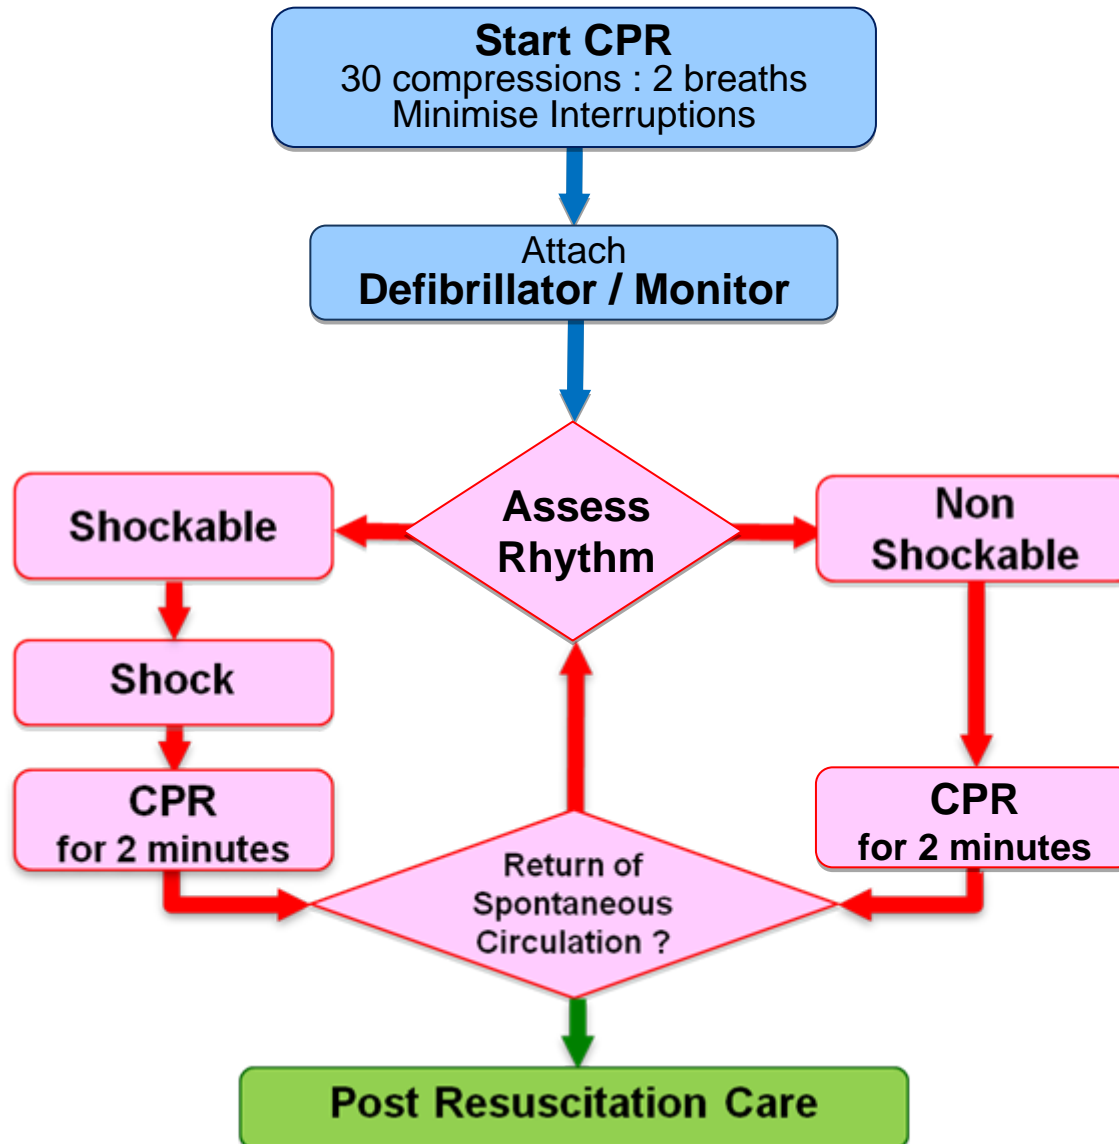 Start CPR
30 compressions : 2 breaths
Minimise Interruptions
Attach
Defibrillator / Monitor
Assess
Rhythm
Shockable
Non
Shockable
Shock
CPR
for 2 minutes
CPR
for 2 minutes
Return of
Spontaneous
Circulation ?
Post Resuscitation Care